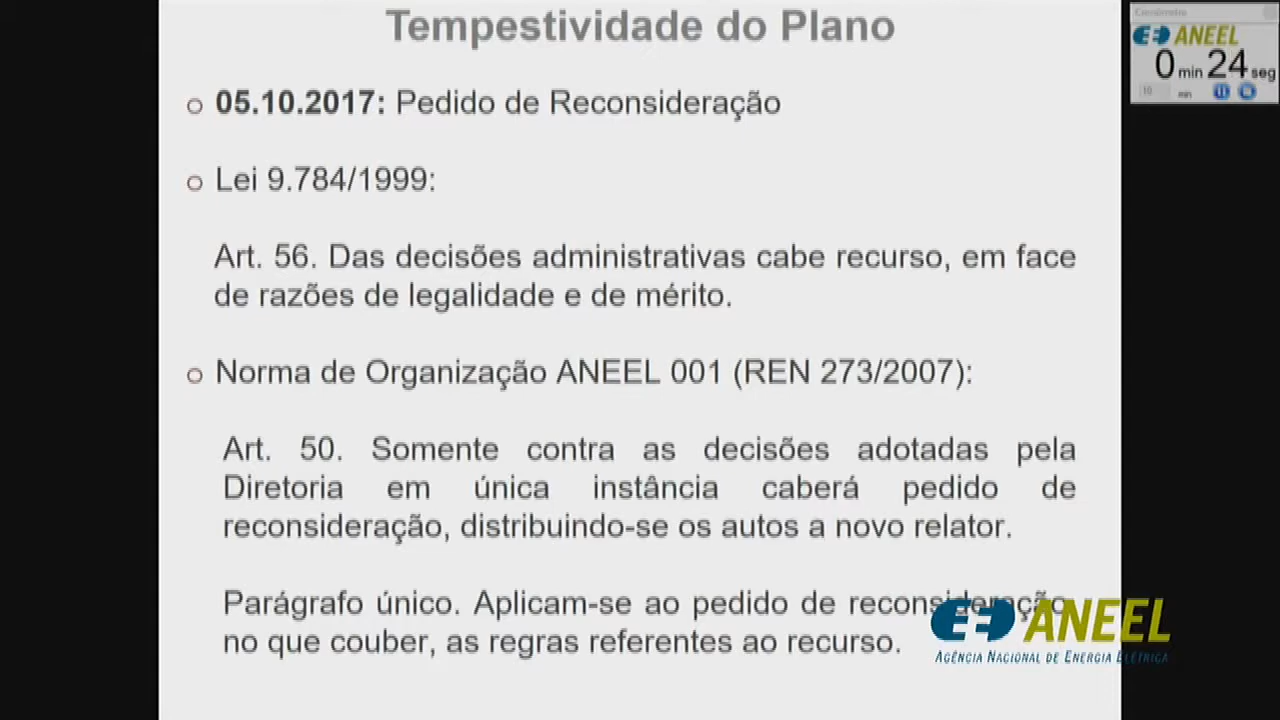 Tempestividade do Plano
Cronômetro
ANEEL
0 min 24 seg
10 mn
o 05.10.2017: Pedido de Reconsideração
o Lei 9.784/1999:
Art. 56. Das decisões administrativas cabe recurso, em face
de razões de legalidade e de mérito.
o Norma de Organização ANEEL 001 (REN 273/2007):
Art. 50. Somente contra as decisões adotadas pela
Diretoria em única instância caberá pedido de
reconsideração, distribuindo-se os autos a novo relator.
Parágrafo único. Aplicam-se ao pedido de reconsideração,
no que couber, as regras referentes ao recurso.
ANEEL
AGÊNCIA NACIONAL DE ENERGIA ELÉTRICA